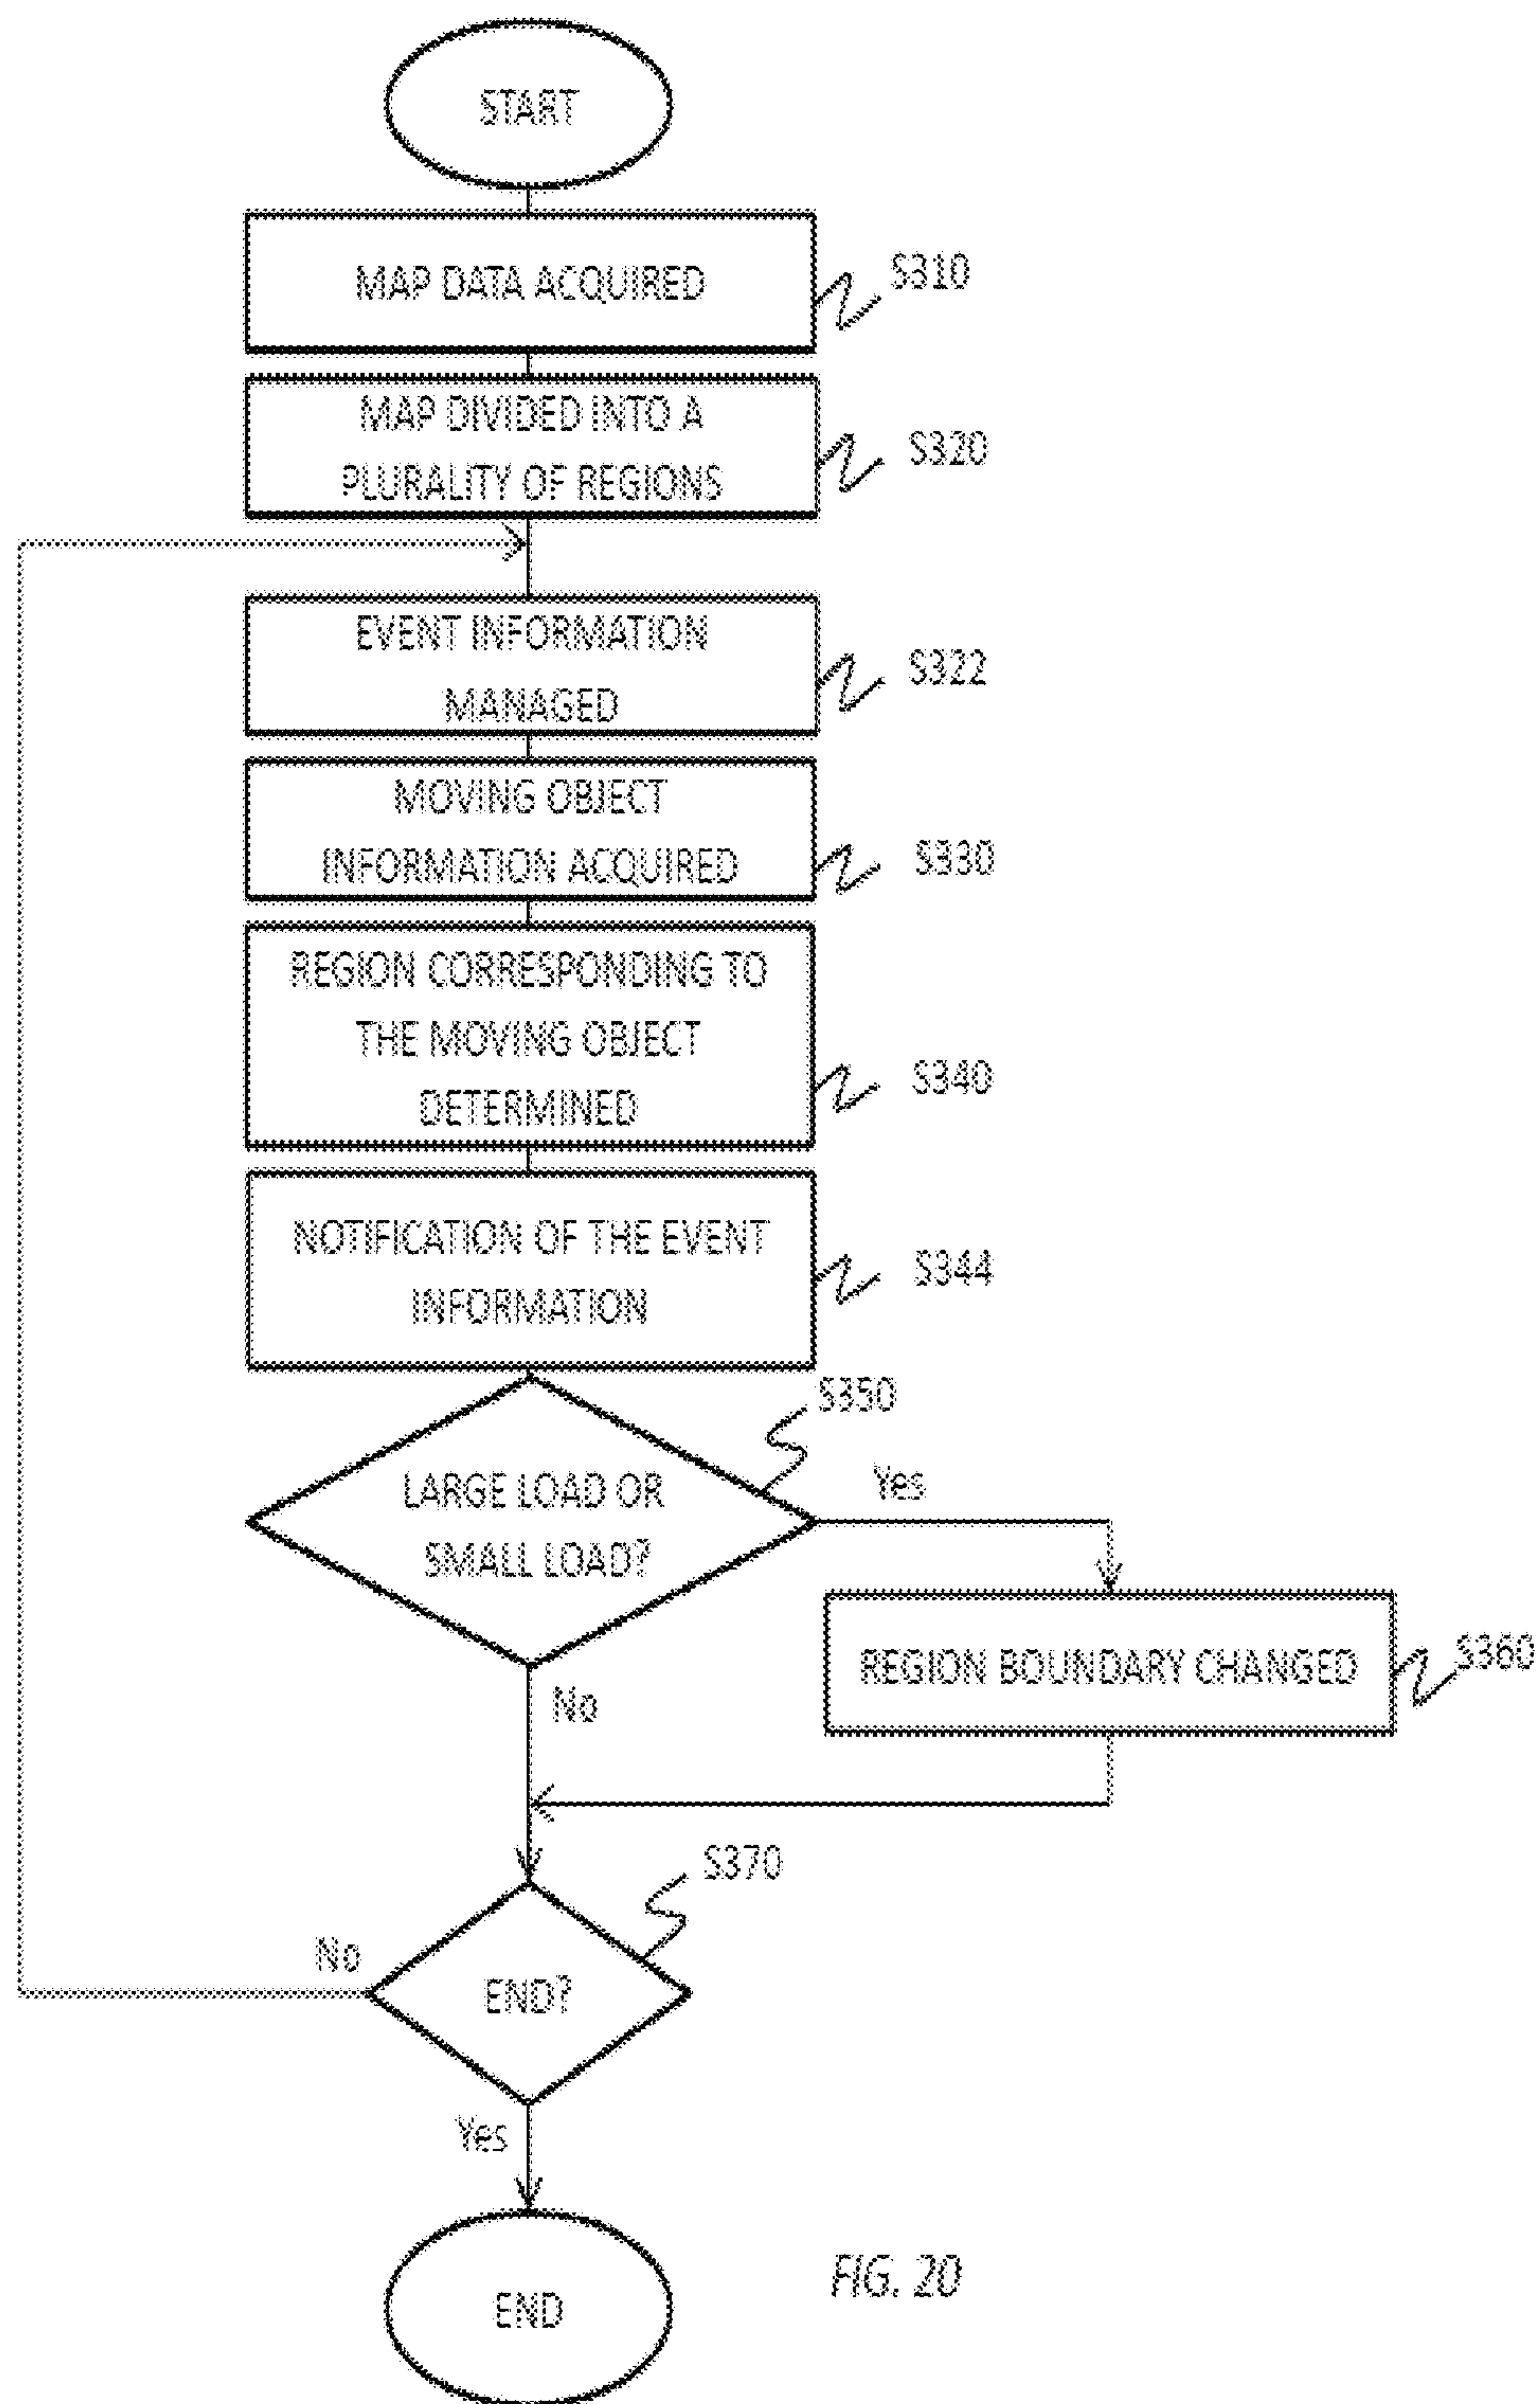 START
MAP DATA ACQUIRED
S310
MAP DIVIDED INTO A
PLURALITY OF REGIONS
S320
EVENT INFORMATION
MANAGED
S322
MOVING OBJECT
INFORMATION ACQUIRED
S330
REGION CORRESPONDING TO
THE MOVING OBJECT
DETERMINED
S340
NOTIFICATION OF THE EVENT
INFORMATION
S344
S350
LARGE LOAD OR
SMALL LOAD?
Yes
REGION BOUNDARY CHANGED
S360
No
S370
No
END?
Yes
END
FIG. 20